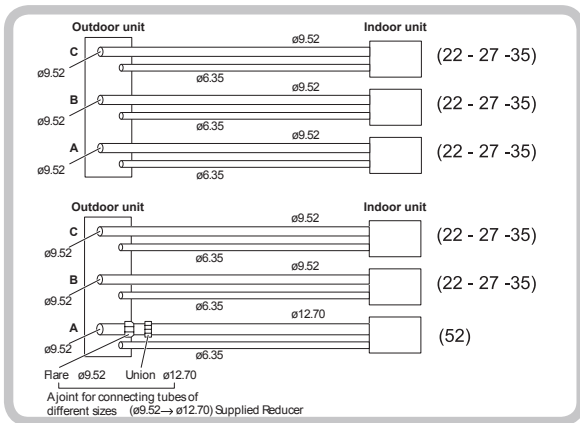 Outdoor unit Indoor unit
C ø9.52
ø9.52 ø6.35 (22 - 27 -35)
B ø9.52
ø9.52 ø6.35 (22 - 27 -35)
A ø9.52
ø9.52 ø6.35 (22 - 27 -35)
Outdoor unit Indoor unit
C ø9.52
ø9.52 ø6.35 (22 - 27 -35)
B ø9.52
ø9.52 ø6.35 (22 - 27 -35)
A ø12.70
ø9.52 ø6.35 (52)
Flare ø9.52 Union ø12.70
A joint for connecting tubes of
different sizes (ø9.52→ ø12.70) Supplied Reducer